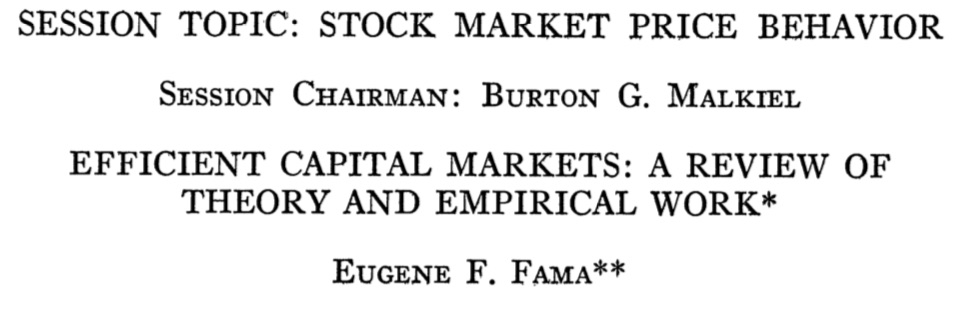 SESSION TOPIC: STOCK MARKET PRICE BEHAVIOR
SESSION CHAIRMAN: BURTON G. MALKIEL
EFFICIENT CAPITAL MARKETS: A REVIEW OF
THEORY AND EMPIRICAL WORK*
EUGENE F. FAMA**